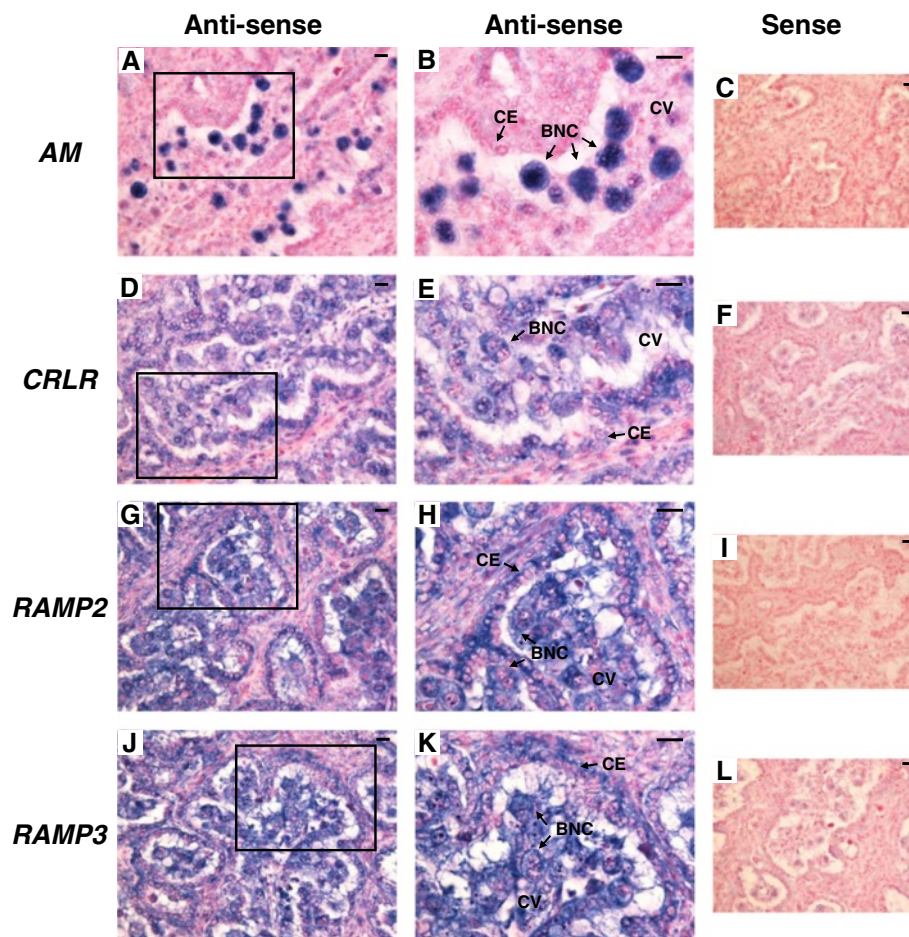 Anti-sense Anti-sense Sense
A B C
AM
CE BNC CV
D E F
CRLR
BNC CV CE
G H I
RAMP2
CE BNC CV
J K L
RAMP3
CE BNC CV